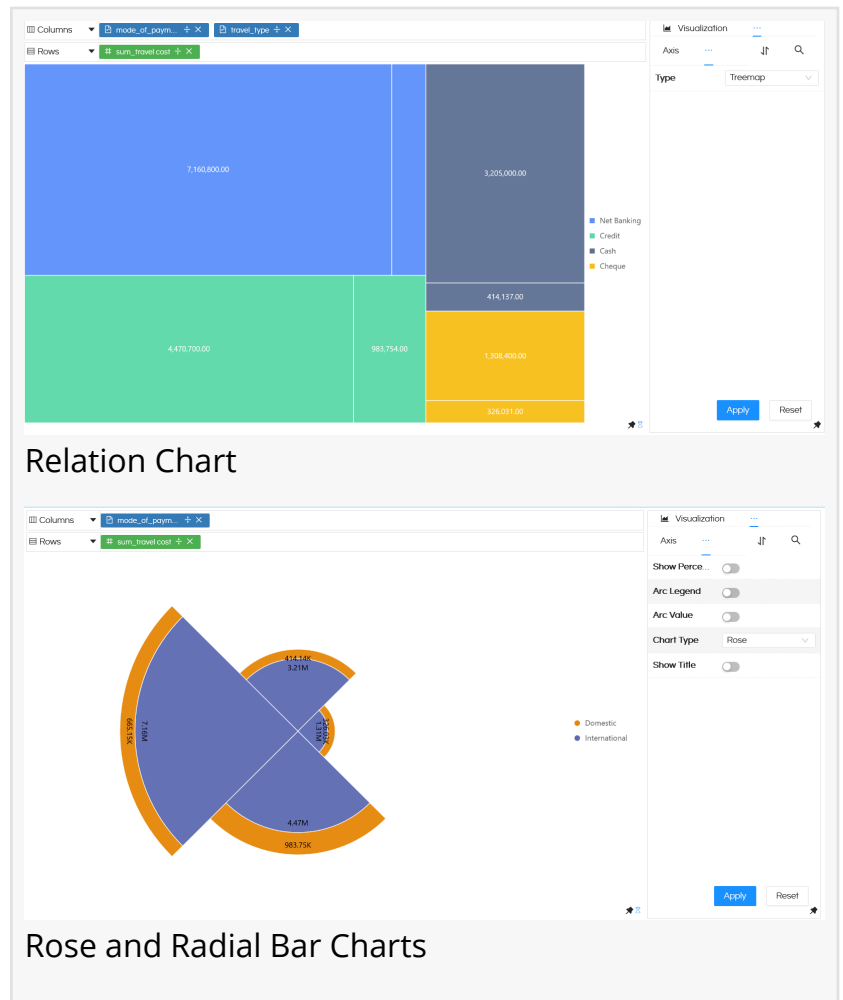 Columns mode_of_paym... travel_type
Rows # sum_travel cost
Visualization ...
Axis ...
Type Treemap
7,160,800.00
3,205,000.00
414,137.00
4,470,700.00
983,754.00
1,308,400.00
326,031.00
Net Banking
Credit
Cash
Cheque
Apply Reset
Relation Chart
Columns mode_of_paym...
Rows # sum_travel cost
Visualization ...
Axis ...
Show Perce...
Arc Legend
Arc Value
Chart Type Rose
Show Title
414.14K
3.21M
665.15K
7.16M
1.31M
326.03K
4.47M
983.75K
Domestic
International
Apply Reset
Rose and Radial Bar Charts